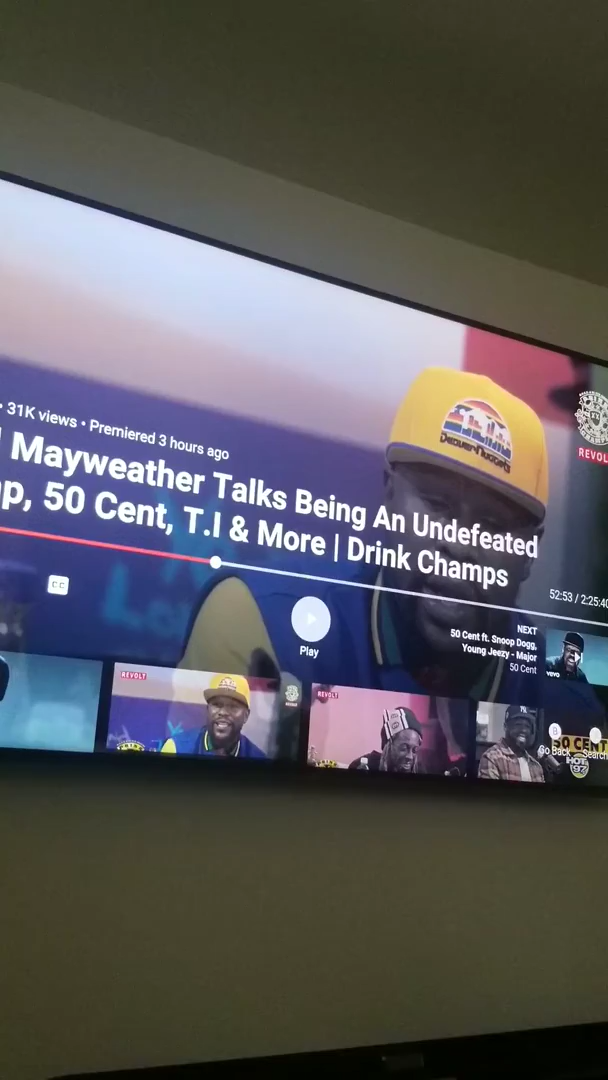 • 31K views • Premiered 3 hours ago
Mayweather Talks Being An Undefeated
p, 50 Cent, T.I & More | Drink Champs
REVOLT
52:53 / 2:25:40
CC
Play
NEXT
50 Cent ft. Snoop Dogg,
Young Jeezy - Major
50 Cent
vevo
Denver Nuggets
REVOLT
REVOLT
B
Go Back
Search
50 CENT
HOT
97